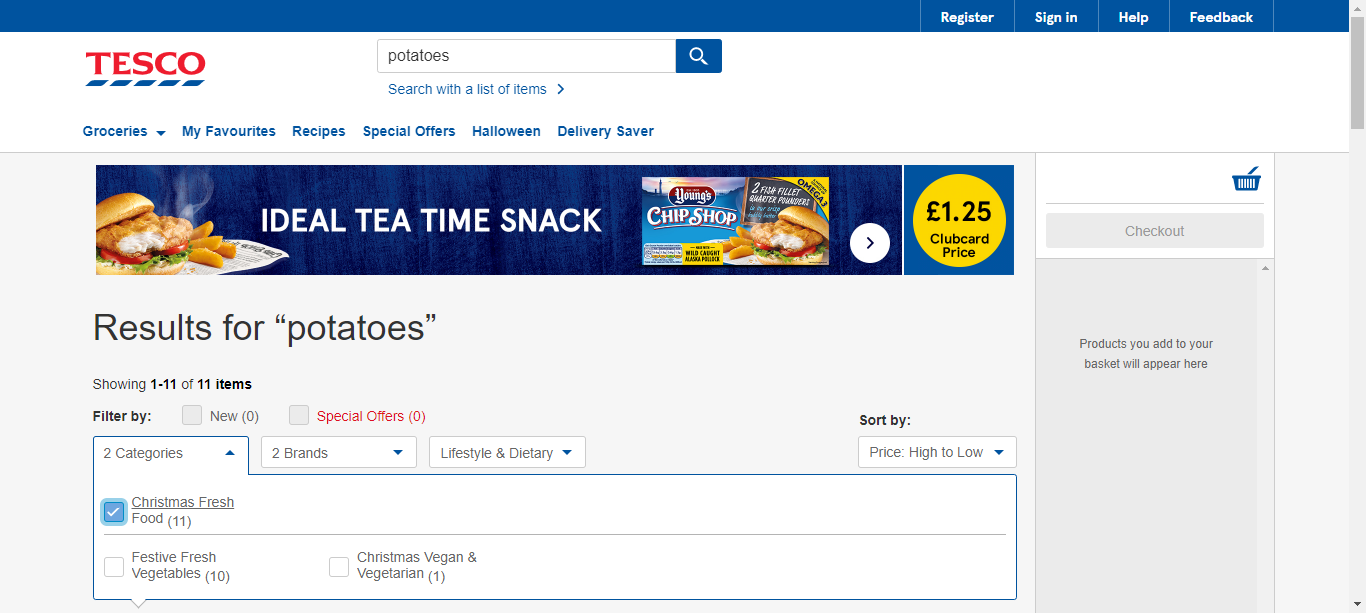 Register Sign in Help Feedback
TESCO
potatoes
Search with a list of items
Groceries My Favourites Recipes Special Offers Halloween Delivery Saver
IDEAL TEA TIME SNACK
Young's
CHIP SHOP
2 FISH FILLET
QUARTER POUNDERS
OMEGA 3
WILD CAUGHT
ALASKA POLLOCK
£1.25
Clubcard
Price
Checkout
Products you add to your
basket will appear here
Results for “potatoes”
Showing 1-11 of 11 items
Filter by: New (0) Special Offers (0)
Sort by:
2 Categories 2 Brands Lifestyle & Dietary Price: High to Low
Christmas Fresh
Food (11)
Festive Fresh
Vegetables (10)
Christmas Vegan &
Vegetarian (1)